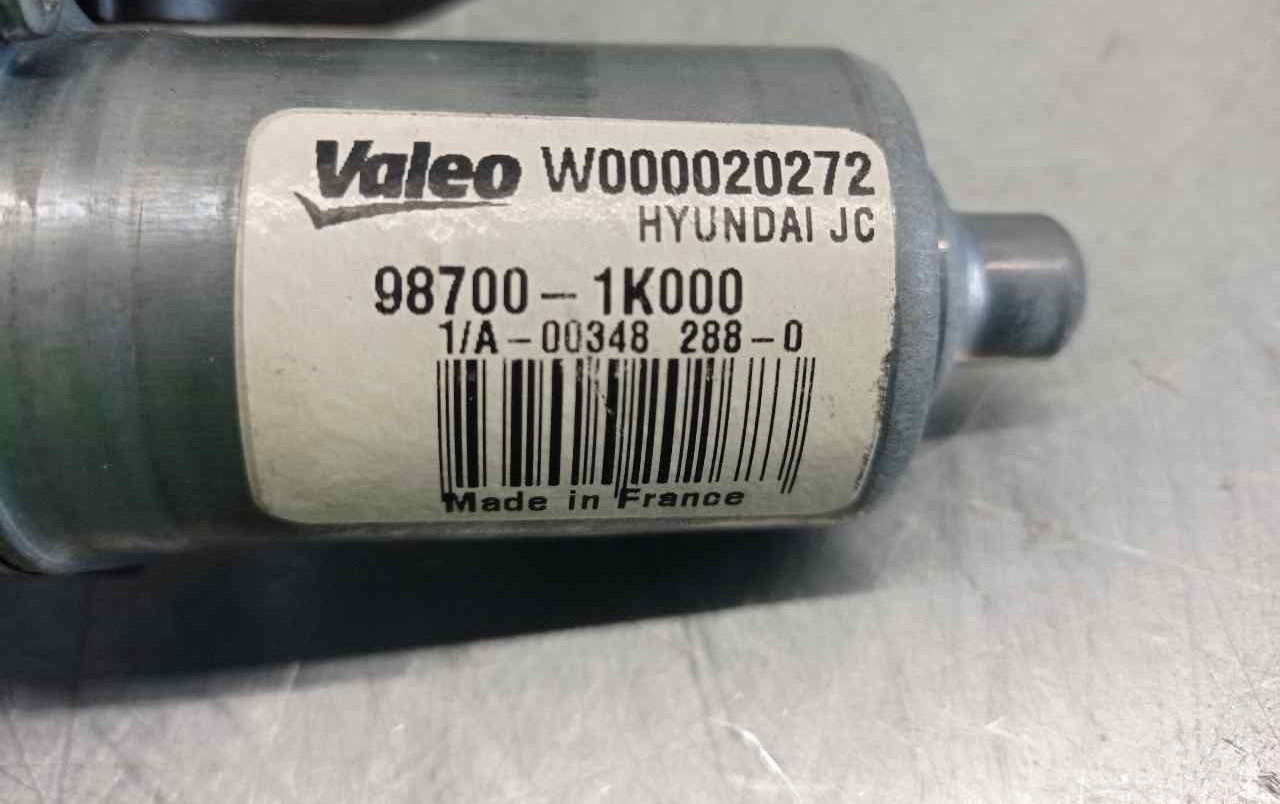 Valeo W000020272
HYUNDAI JC
98700-1K000
1/A-00348 288-0
Made in France